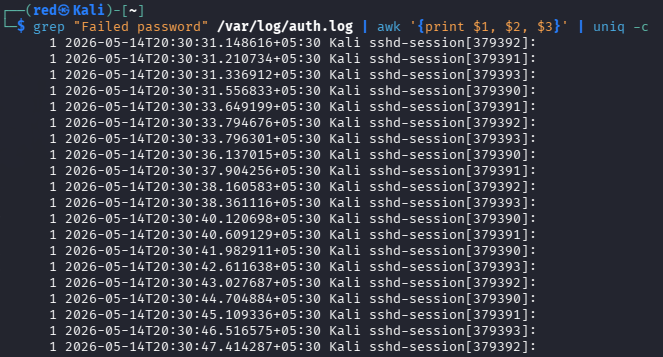 ┌──(red㉿Kali)-[~]
└─$ grep "Failed password" /var/log/auth.log | awk '{print $1, $2, $3}' | uniq -c
1 2026-05-14T20:30:31.148616+05:30 Kali sshd-session[379392]:
1 2026-05-14T20:30:31.210734+05:30 Kali sshd-session[379391]:
1 2026-05-14T20:30:31.336912+05:30 Kali sshd-session[379393]:
1 2026-05-14T20:30:31.556833+05:30 Kali sshd-session[379390]:
1 2026-05-14T20:30:33.649199+05:30 Kali sshd-session[379391]:
1 2026-05-14T20:30:33.794676+05:30 Kali sshd-session[379392]:
1 2026-05-14T20:30:33.796301+05:30 Kali sshd-session[379393]:
1 2026-05-14T20:30:36.137015+05:30 Kali sshd-session[379390]:
1 2026-05-14T20:30:37.904256+05:30 Kali sshd-session[379391]:
1 2026-05-14T20:30:38.160583+05:30 Kali sshd-session[379392]:
1 2026-05-14T20:30:38.361116+05:30 Kali sshd-session[379393]:
1 2026-05-14T20:30:40.120698+05:30 Kali sshd-session[379390]:
1 2026-05-14T20:30:40.609129+05:30 Kali sshd-session[379391]:
1 2026-05-14T20:30:41.982911+05:30 Kali sshd-session[379390]:
1 2026-05-14T20:30:42.611638+05:30 Kali sshd-session[379393]:
1 2026-05-14T20:30:43.027687+05:30 Kali sshd-session[379392]:
1 2026-05-14T20:30:44.704884+05:30 Kali sshd-session[379390]:
1 2026-05-14T20:30:45.109336+05:30 Kali sshd-session[379391]:
1 2026-05-14T20:30:46.516575+05:30 Kali sshd-session[379393]:
1 2026-05-14T20:30:47.414287+05:30 Kali sshd-session[379392]: